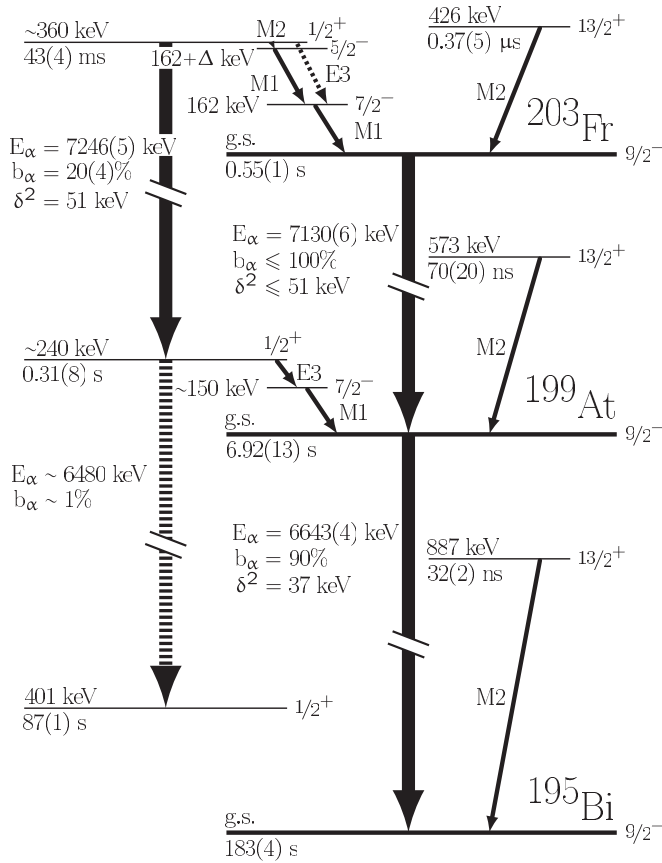 ~360 keV
43(4) ms
M2
1/2⁺
162+Δ keV
5/2⁻
M1
E3
162 keV
7/2⁻
M1
426 keV
13/2⁺
0.37(5) μs
M2
²⁰³Fr
g.s.
9/2⁻
0.55(1) s
Eα = 7246(5) keV
bα = 20(4)%
δ² = 51 keV
Eα = 7130(6) keV
bα ⩽ 100%
δ² ⩽ 51 keV
573 keV
13/2⁺
70(20) ns
M2
¹⁹⁹At
~240 keV
1/2⁺
0.31(8) s
E3
~150 keV
7/2⁻
M1
g.s.
9/2⁻
6.92(13) s
Eα ~ 6480 keV
bα ~ 1%
Eα = 6643(4) keV
bα = 90%
δ² = 37 keV
887 keV
13/2⁺
32(2) ns
M2
401 keV
1/2⁺
87(1) s
¹⁹⁵Bi
g.s.
9/2⁻
183(4) s